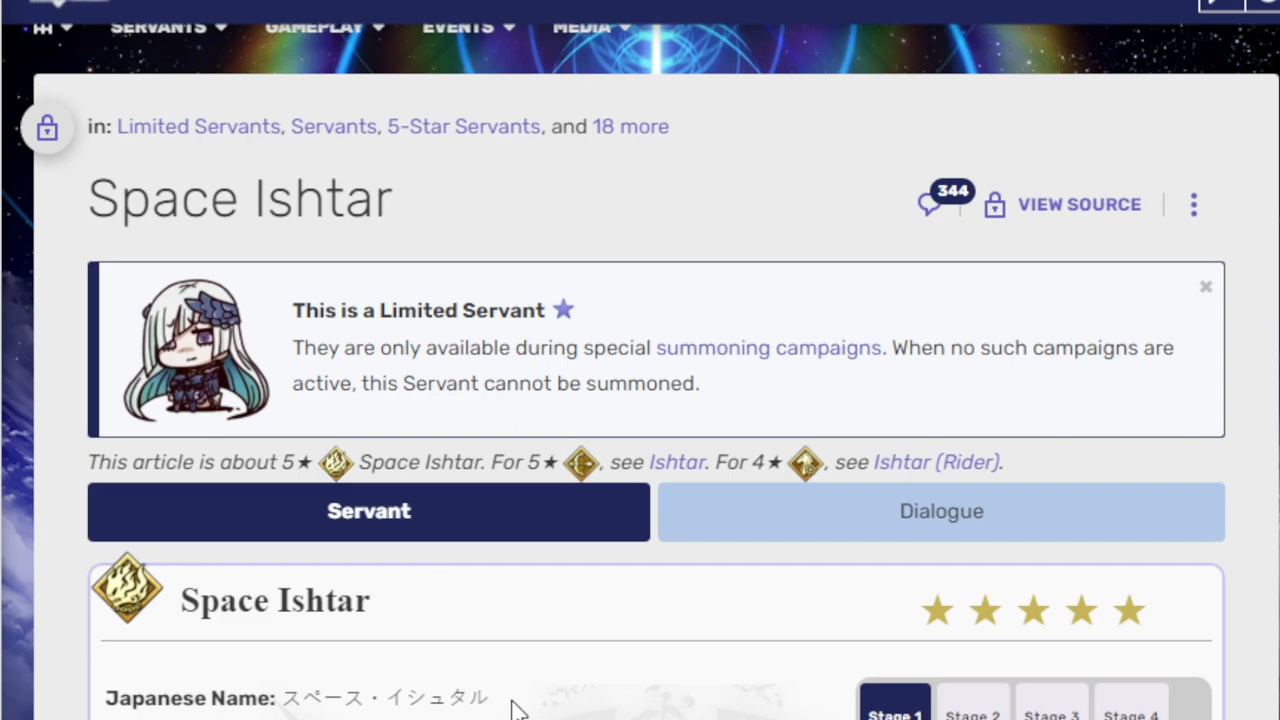 SERVANTS GAMEPLAY EVENTS MEDIA
in: Limited Servants, Servants, 5-Star Servants, and 18 more
Space Ishtar
344
VIEW SOURCE
This is a Limited Servant ★
They are only available during special summoning campaigns. When no such campaigns are
active, this Servant cannot be summoned.
This article is about 5★ Space Ishtar. For 5★ , see Ishtar. For 4★ , see Ishtar (Rider).
Servant
Dialogue
Space Ishtar
Japanese Name: スペース・イシュタル
Stage 1 Stage 2 Stage 3 Stage 4